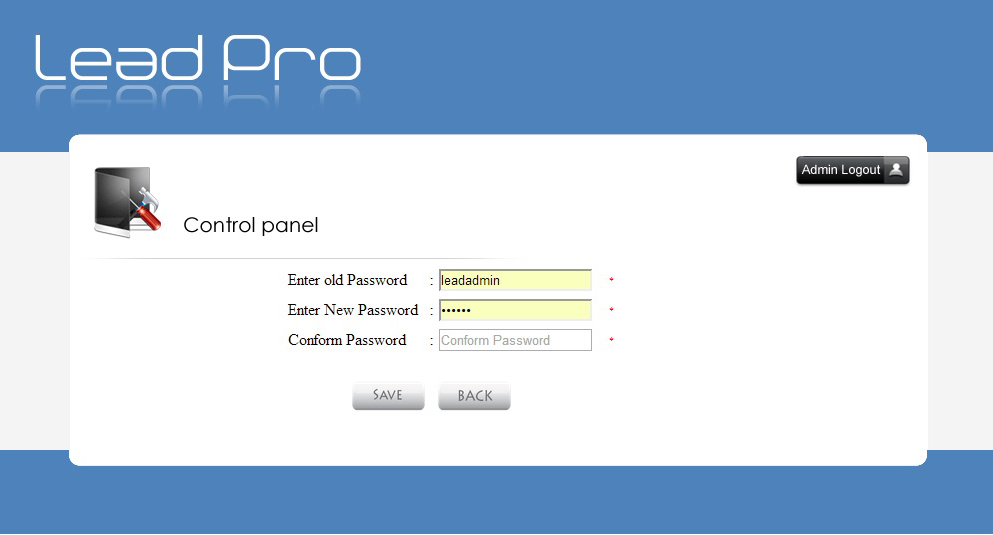 Lead Pro
Admin Logout
Control panel
Enter old Password : leadadmin *
Enter New Password : •••••• *
Conform Password : Conform Password *
SAVE BACK